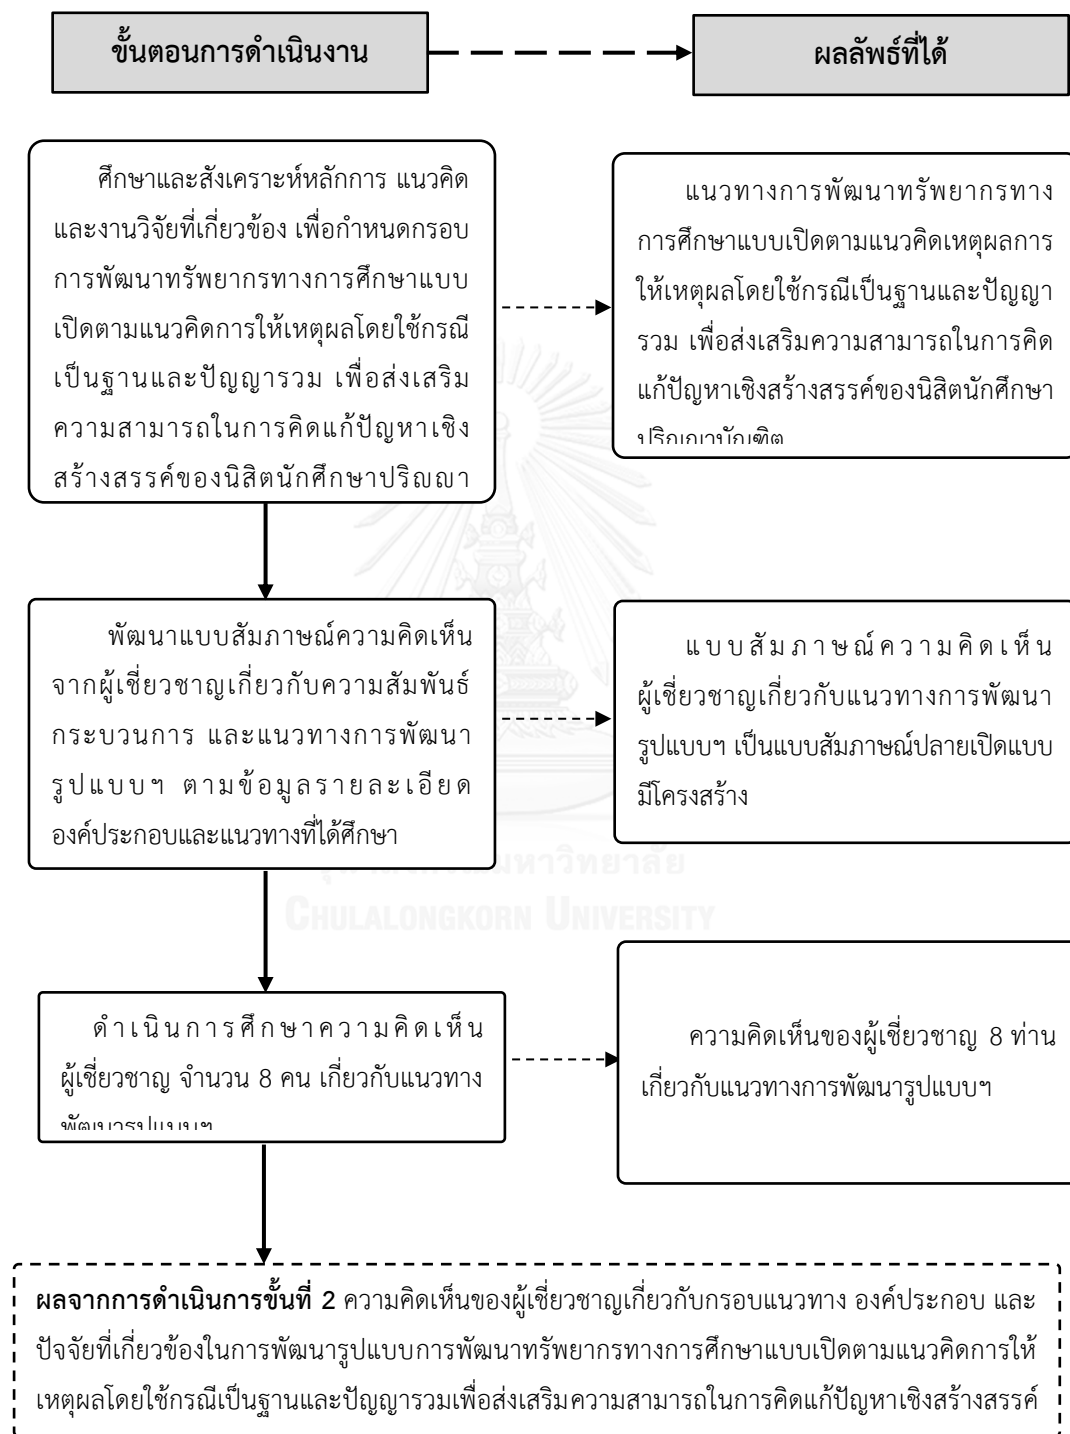 ขั้นตอนการดำเนินงาน
ผลลัพธ์ที่ได้
ศึกษาและสังเคราะห์หลักการ แนวคิด
และงานวิจัยที่เกี่ยวข้อง เพื่อกำหนดกรอบ
การพัฒนาทรัพยากรทางการศึกษาแบบ
เปิดตามแนวคิดการให้เหตุผลโดยใช้กรณี
เป็นฐานและปัญญารวม เพื่อส่งเสริม
ความสามารถในการคิดแก้ปัญหาเชิง
สร้างสรรค์ของนิสิตนักศึกษาปริญญา
แนวทางการพัฒนาทรัพยากรทาง
การศึกษาแบบเปิดตามแนวคิดเหตุผลการ
ให้เหตุผลโดยใช้กรณีเป็นฐานและปัญญา
รวม เพื่อส่งเสริมความสามารถในการคิด
แก้ปัญหาเชิงสร้างสรรค์ของนิสิตนักศึกษา
ปริญญาบัณฑิต
พัฒนาแบบสัมภาษณ์ความคิดเห็น
จากผู้เชี่ยวชาญเกี่ยวกับความสัมพันธ์
กระบวนการ และแนวทางการพัฒนา
รูปแบบฯ ตามข้อมูลรายละเอียด
องค์ประกอบและแนวทางที่ได้ศึกษา
แบบสัมภาษณ์ความคิดเห็น
ผู้เชี่ยวชาญเกี่ยวกับแนวทางการพัฒนา
รูปแบบฯ เป็นแบบสัมภาษณ์ปลายเปิดแบบ
มีโครงสร้าง
CHULALONGKORN UNIVERSITY
ดำเนินการศึกษาความคิดเห็น
ผู้เชี่ยวชาญ จำนวน 8 คน เกี่ยวกับแนวทาง
พัฒนารูปแบบฯ
ความคิดเห็นของผู้เชี่ยวชาญ 8 ท่าน
เกี่ยวกับแนวทางการพัฒนารูปแบบฯ
ผลจากการดำเนินการขั้นที่ 2 ความคิดเห็นของผู้เชี่ยวชาญเกี่ยวกับกรอบแนวทาง องค์ประกอบ และ
ปัจจัยที่เกี่ยวข้องในการพัฒนารูปแบบการพัฒนาทรัพยากรทางการศึกษาแบบเปิดตามแนวคิดการให้
เหตุผลโดยใช้กรณีเป็นฐานและปัญญารวมเพื่อส่งเสริมความสามารถในการคิดแก้ปัญหาเชิงสร้างสรรค์